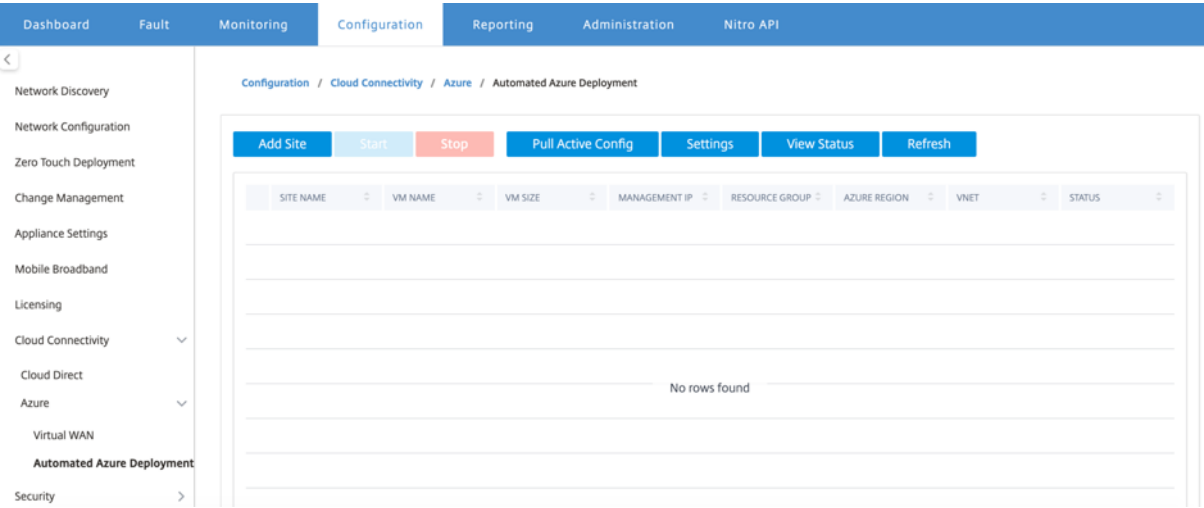 Dashboard Fault Monitoring Configuration Reporting Administration Nitro API
Configuration / Cloud Connectivity / Azure / Automated Azure Deployment
Network Discovery
Network Configuration
Zero Touch Deployment
Change Management
Appliance Settings
Mobile Broadband
Licensing
Cloud Connectivity
Cloud Direct
Azure
Virtual WAN
Automated Azure Deployment
Security
Add Site Start Stop Pull Active Config Settings View Status Refresh
SITE NAME VM NAME VM SIZE MANAGEMENT IP RESOURCE GROUP AZURE REGION VNET STATUS
No rows found